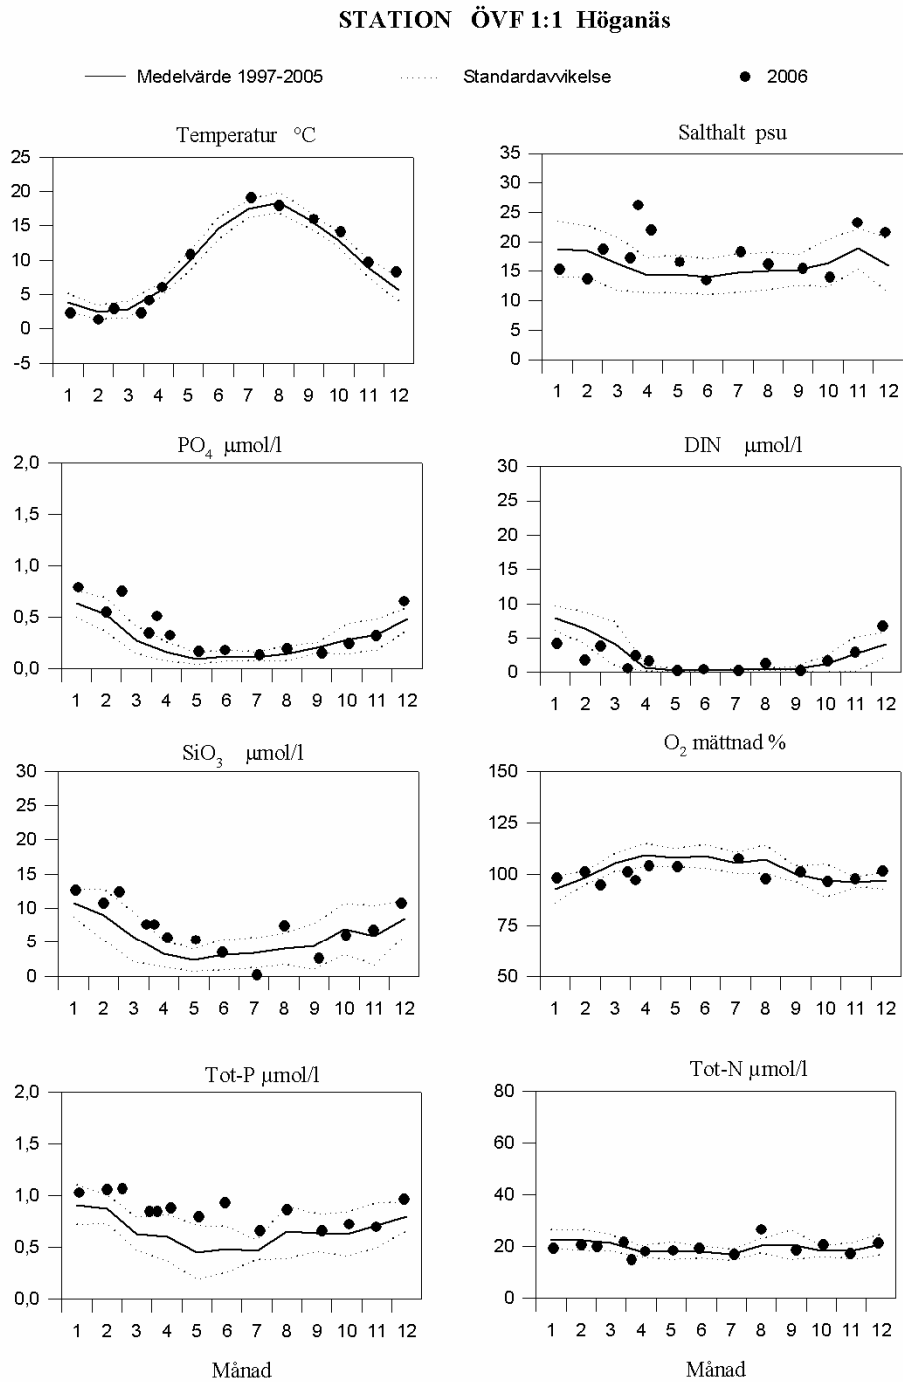 STATION ÖVF 1:1 Höganäs
Medelvärde 1997-2005 Standardavvikelse 2006
Temperatur °C
25
20
15
10
5
0
-5
1 2 3 4 5 6 7 8 9 10 11 12
Salthalt psu
35
30
25
20
15
10
5
0
1 2 3 4 5 6 7 8 9 10 11 12
PO4 µmol/l
2,0
1,5
1,0
0,5
0,0
1 2 3 4 5 6 7 8 9 10 11 12
DIN µmol/l
30
25
20
15
10
5
0
1 2 3 4 5 6 7 8 9 10 11 12
SiO3 µmol/l
30
25
20
15
10
5
0
1 2 3 4 5 6 7 8 9 10 11 12
O2 mättnad %
150
125
100
75
50
1 2 3 4 5 6 7 8 9 10 11 12
Tot-P µmol/l
2,0
1,5
1,0
0,5
0,0
1 2 3 4 5 6 7 8 9 10 11 12
Månad
Tot-N µmol/l
80
60
40
20
0
1 2 3 4 5 6 7 8 9 10 11 12
Månad